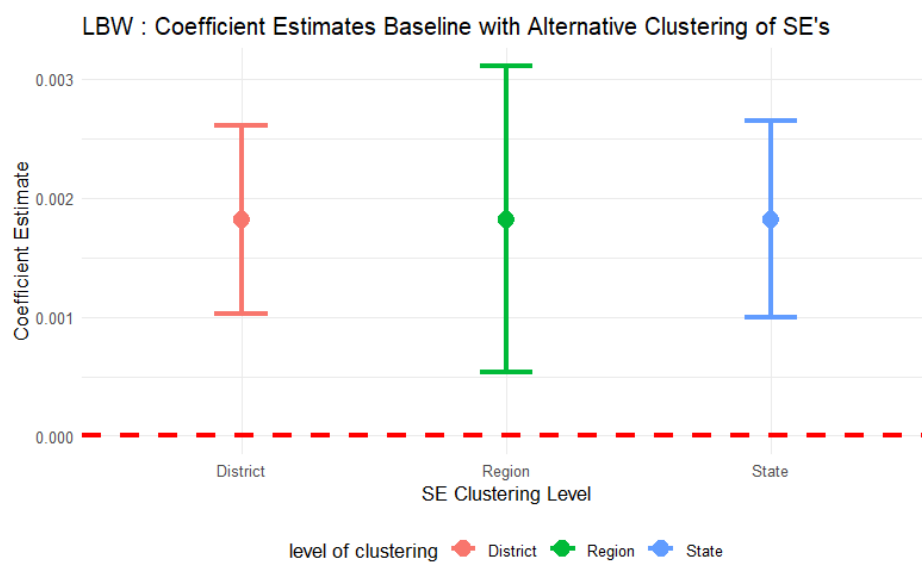 LBW : Coefficient Estimates Baseline with Alternative Clustering of SE's
Coefficient Estimate
0.003
0.002
0.001
0.000
District Region State
SE Clustering Level
level of clustering District Region State